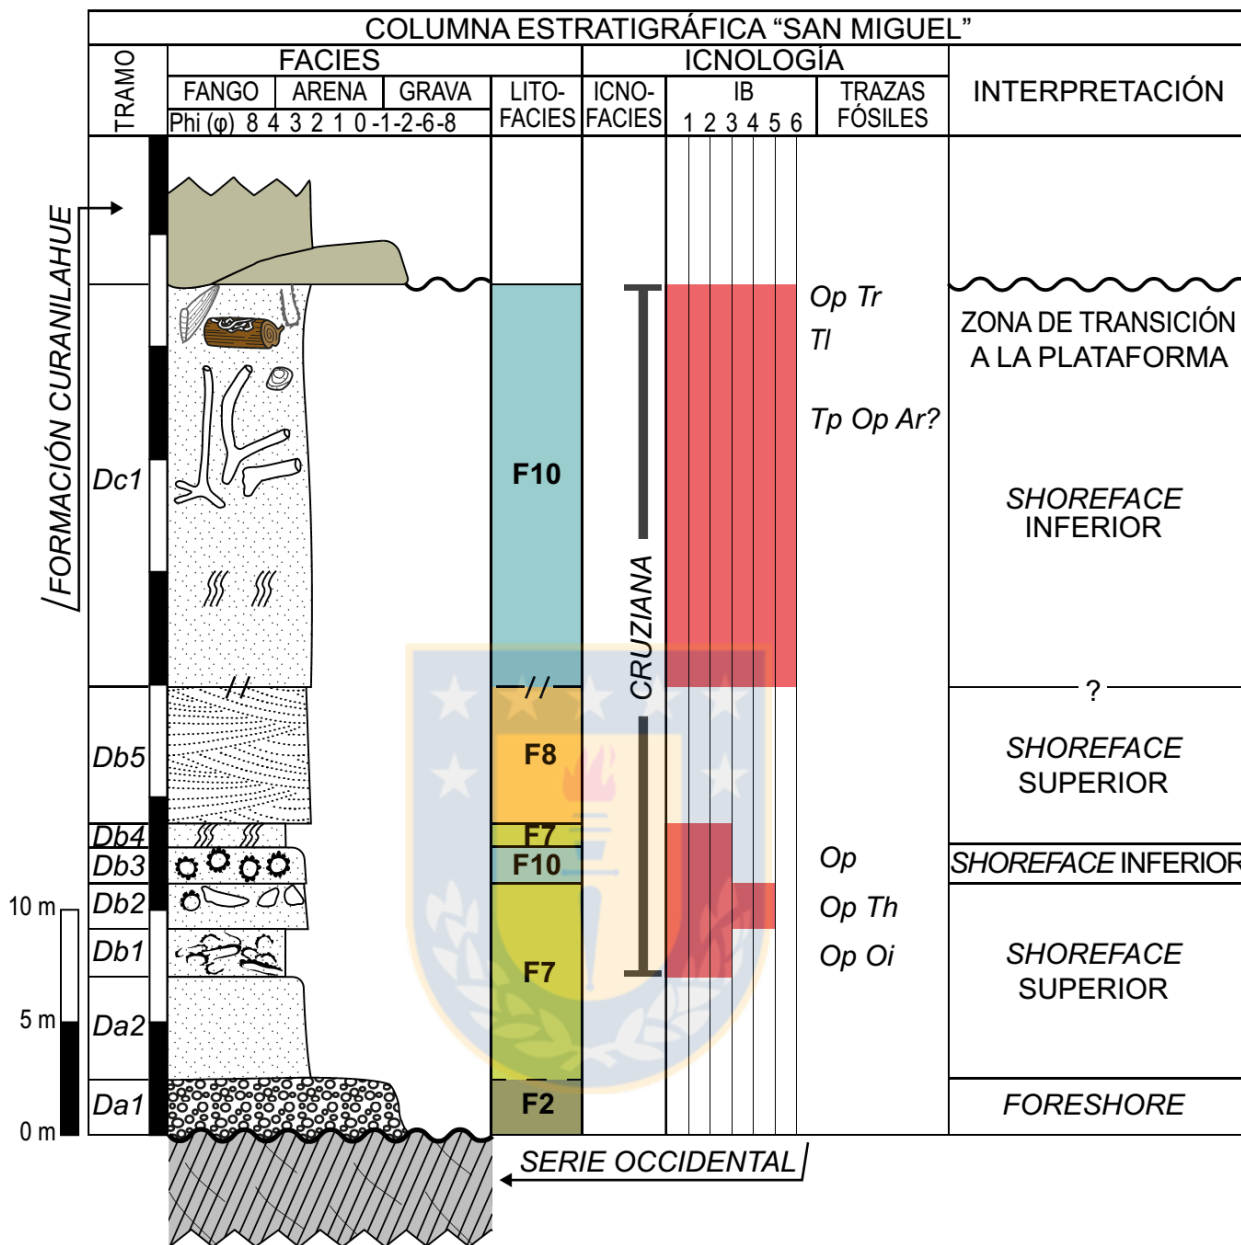 COLUMNA ESTRATIGRÁFICA “SAN MIGUEL”
TRAMO
FACIES
ICNOLOGÍA
INTERPRETACIÓN
FANGO
ARENA
GRAVA
LITO-
FACIES
ICNO-
FACIES
IB
TRAZAS
FÓSILES
Phi (φ) 8 4 3 2 1 0 -1 -2 -6 -8
1 2 3 4 5 6
FORMACIÓN CURANILAHUE
Op Tr
Tl
ZONA DE TRANSICIÓN
A LA PLATAFORMA
Tp Op Ar?
Dc1
F10
SHOREFACE
INFERIOR
CRUZIANA
?
Db5
F8
SHOREFACE
SUPERIOR
Db4
F7
Db3
F10
Op
SHOREFACE INFERIOR
10 m
Db2
Op Th
Db1
F7
Op Oi
SHOREFACE
SUPERIOR
5 m
Da2
Da1
F2
FORESHORE
0 m
SERIE OCCIDENTAL